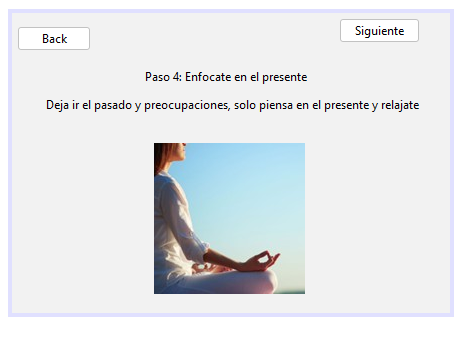 Back
Siguiente
Paso 4: Enfocate en el presente
Deja ir el pasado y preocupaciones, solo piensa en el presente y relajate